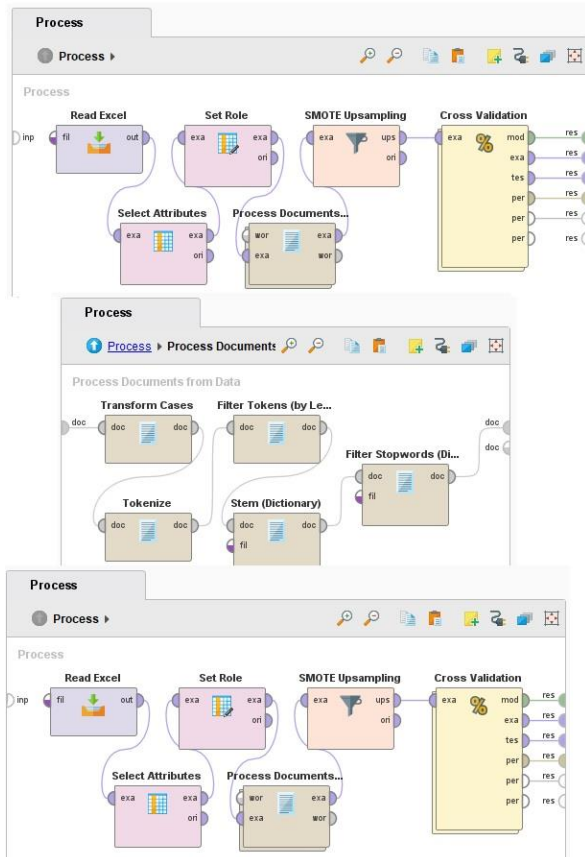 Process
Process
Process
Read Excel
Set Role
SMOTE Upsampling
Cross Validation
inp
fil
out
exa
exa
ori
exa
ups
ori
exa
mod
exa
tes
per
per
per
res
res
res
res
res
res
Select Attributes
Process Documents...
exa
exa
ori
wor
exa
exa
wor
Process
Process
Process Documents
Process Documents from Data
Transform Cases
Filter Tokens (by Le...
doc
doc
doc
doc
doc
doc
Filter Stopwords (Di...
doc
doc
fil
Tokenize
Stem (Dictionary)
doc
doc
doc
doc
fil
Process
Process
Process
Read Excel
Set Role
SMOTE Upsampling
Cross Validation
inp
fil
out
exa
exa
ori
exa
ups
ori
exa
mod
exa
tes
per
per
per
res
res
res
res
res
res
Select Attributes
Process Documents...
exa
exa
ori
wor
exa
exa
wor